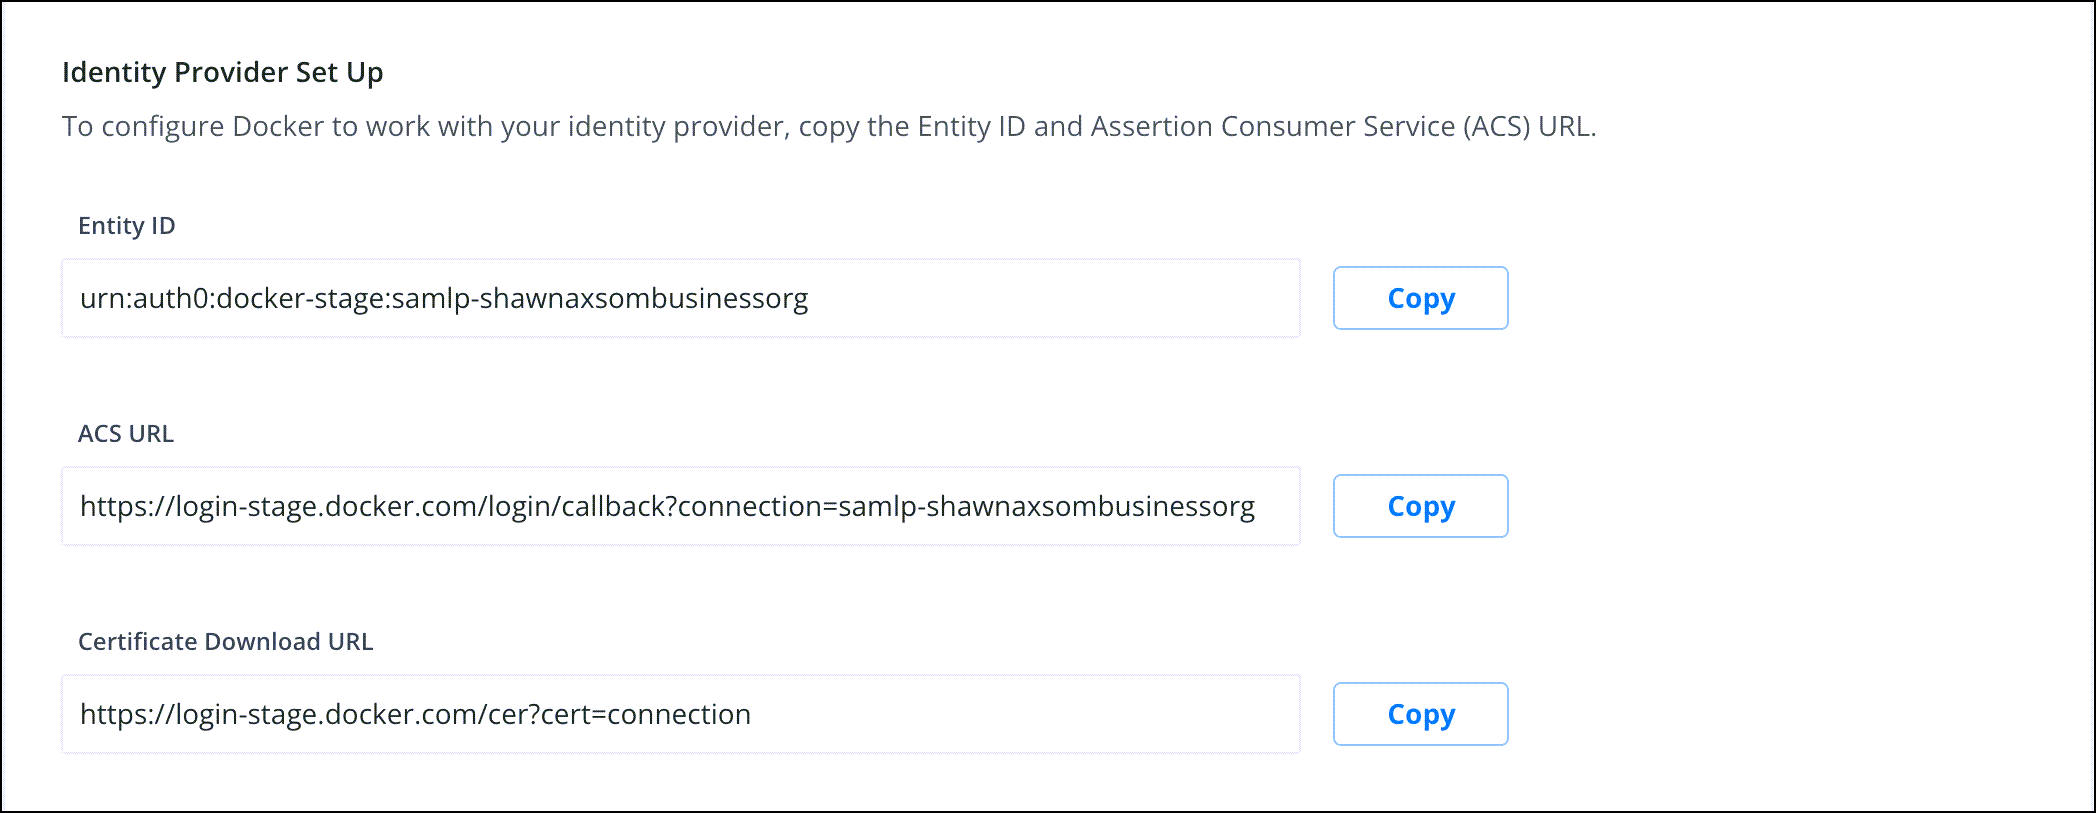 Identity Provider Set Up
To configure Docker to work with your identity provider, copy the Entity ID and Assertion Consumer Service (ACS) URL.
Entity ID
urn:auth0:docker-stage:samlp-shawnaxsombusinessorg
Copy
ACS URL
https://login-stage.docker.com/login/callback?connection=samlp-shawnaxsombusinessorg
Copy
Certificate Download URL
https://login-stage.docker.com/cer?cert=connection
Copy